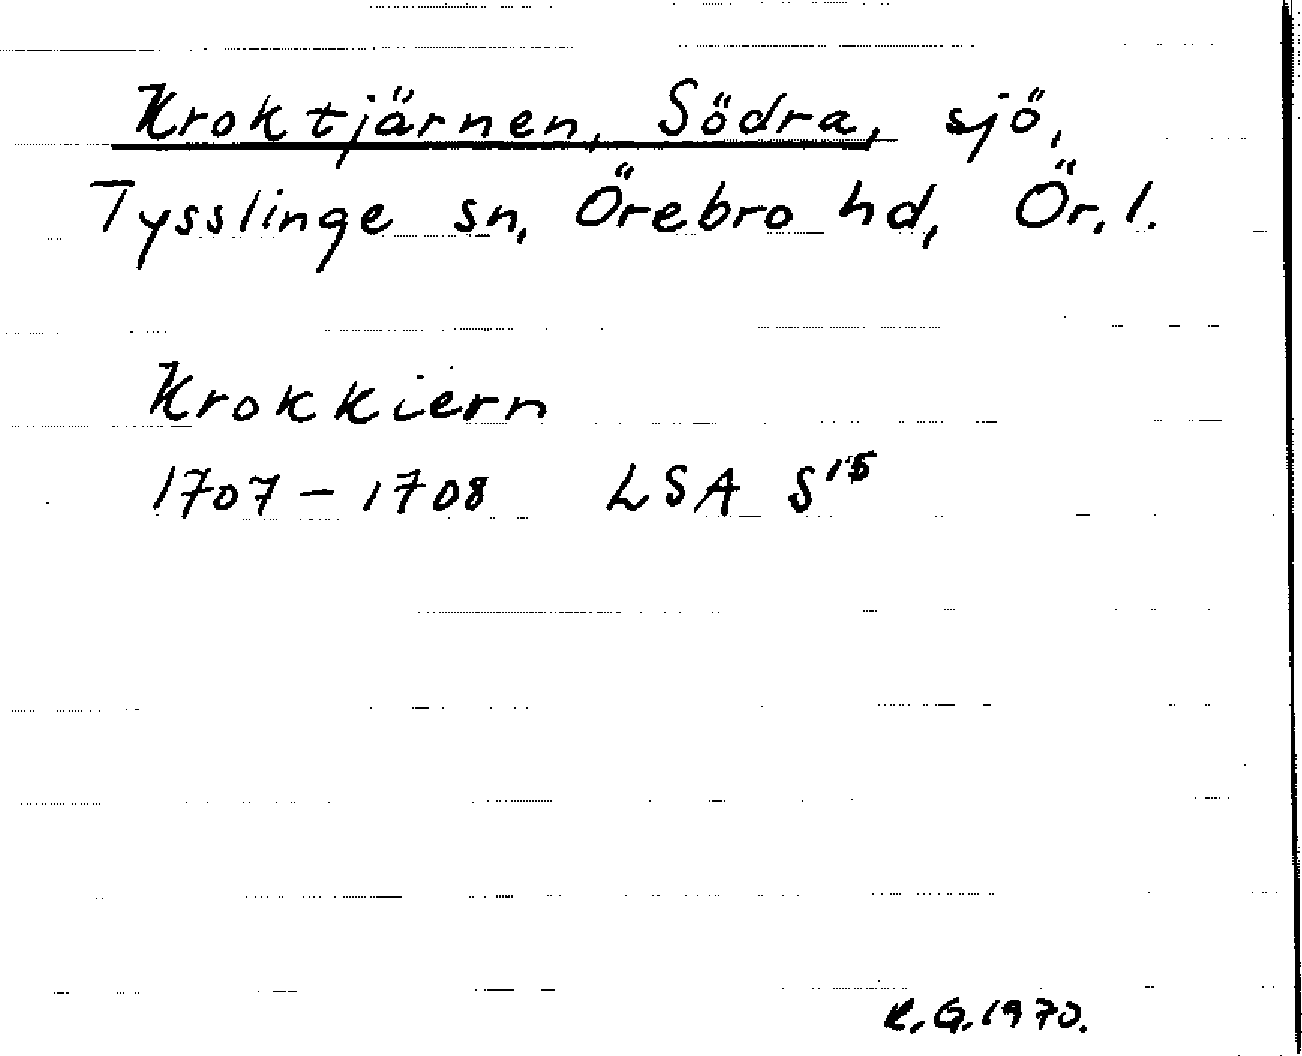 Kroktjärnen, Södra, sjö,
Tysslinge sn, Örebro hd, Ör. l.
Krokkiern
1707-1708 LSA S¹⁵
R.G. 1970.